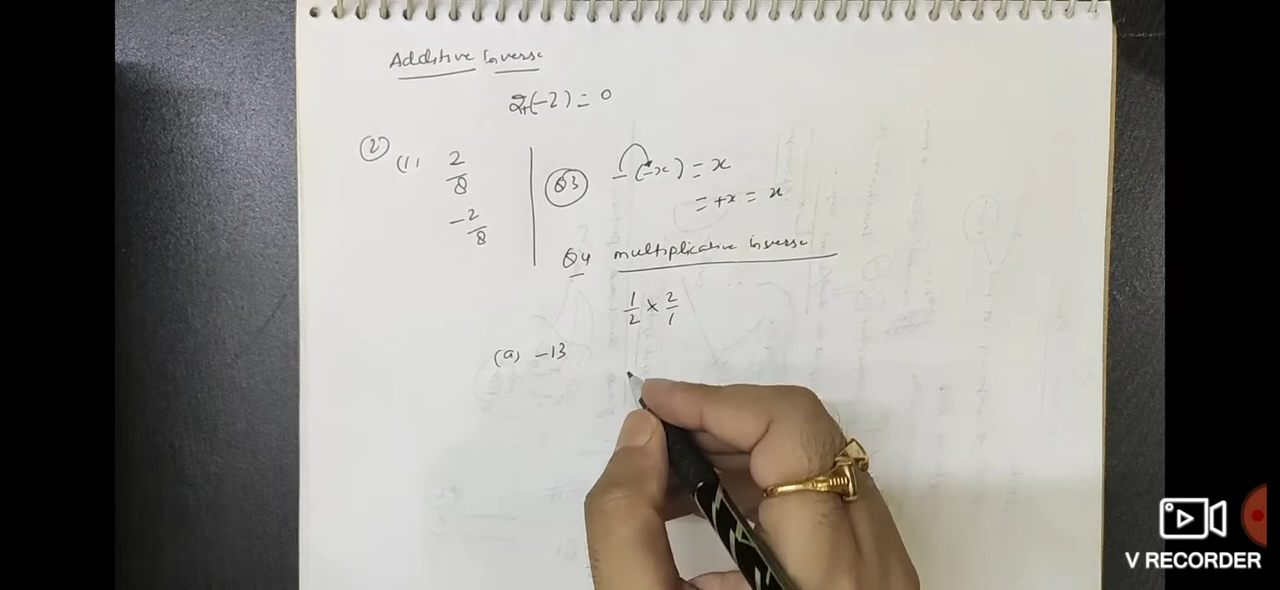 Additive Inverse
2+(-2) = 0
② (1) 2/8
-2/8
Q3 -(-x) = x
= +x = x
Q4 multiplicative Inverse
1/2 × 2/1
(a) -13
V RECORDER